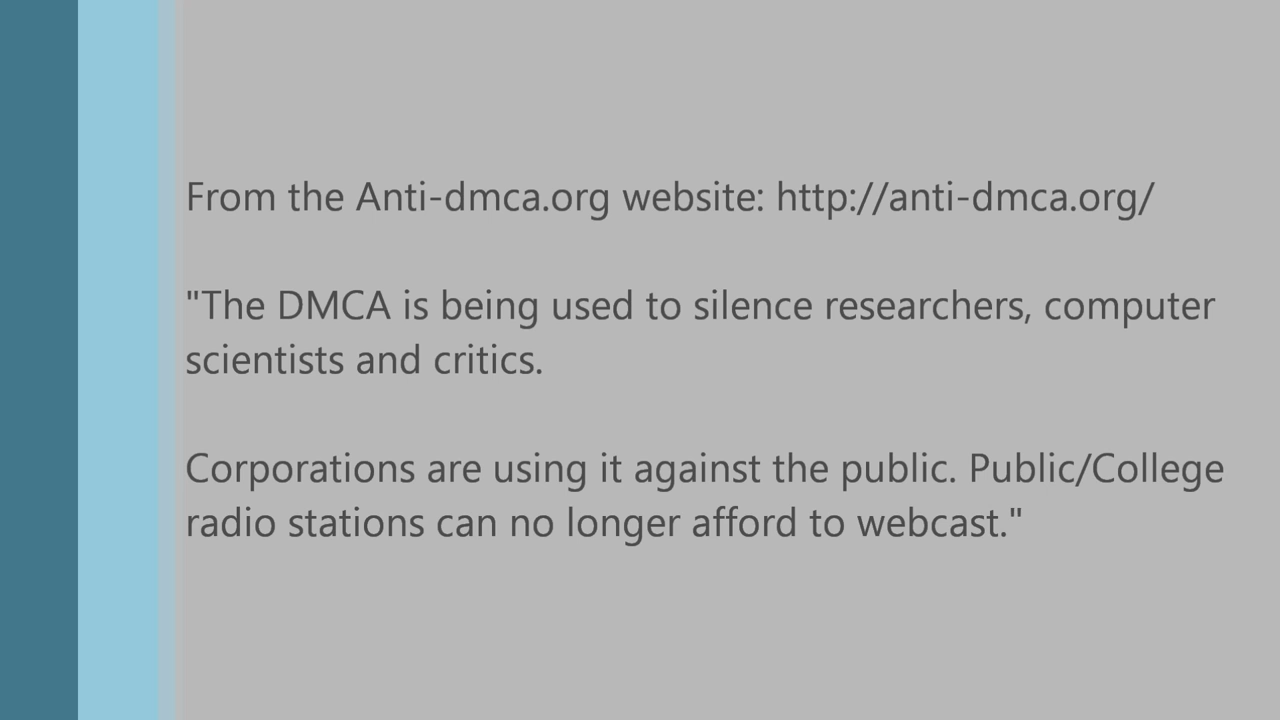 From the Anti-dmca.org website: http://anti-dmca.org/
"The DMCA is being used to silence researchers, computer
scientists and critics.
Corporations are using it against the public. Public/College
radio stations can no longer afford to webcast."